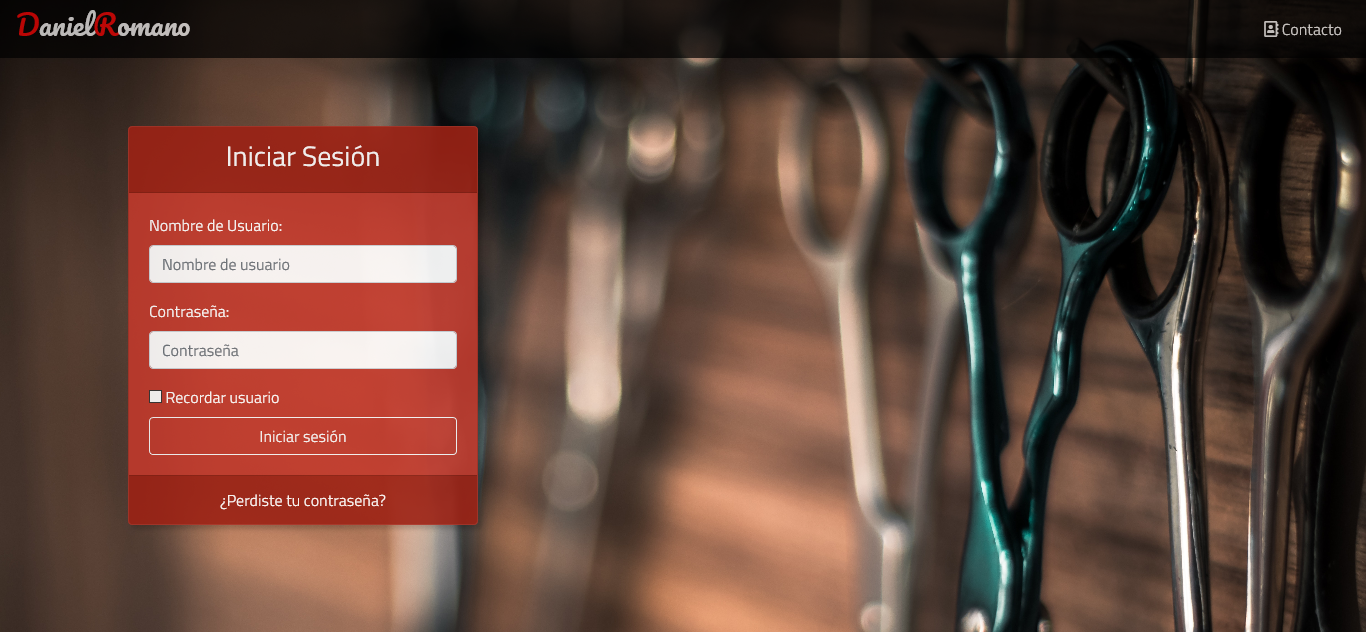 DanielRomano
Contacto
Iniciar Sesión
Nombre de Usuario:
Nombre de usuario
Contraseña:
Contraseña
Recordar usuario
Iniciar sesión
¿Perdiste tu contraseña?